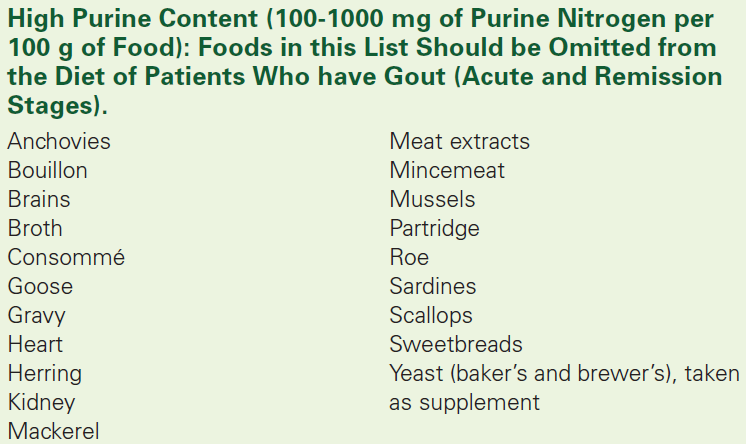 High Purine Content (100-1000 mg of Purine Nitrogen per
100 g of Food): Foods in this List Should be Omitted from
the Diet of Patients Who have Gout (Acute and Remission
Stages).
Anchovies
Bouillon
Brains
Broth
Consommé
Goose
Gravy
Heart
Herring
Kidney
Mackerel
Meat extracts
Mincemeat
Mussels
Partridge
Roe
Sardines
Scallops
Sweetbreads
Yeast (baker's and brewer's), taken
as supplement